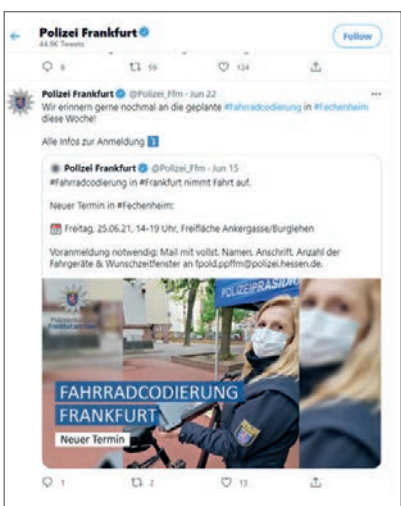 Polizei Frankfurt
44.9K Tweets
Follow
8 59 124
Polizei Frankfurt @Polizei_Ffm · Jun 22
Wir erinnern gerne nochmal an die geplante #Fahrradcodierung in #Fechenheim
diese Woche!
Alle Infos zur Anmeldung
Polizei Frankfurt @Polizei_Ffm · Jun 15
#Fahrradcodierung in #Frankfurt nimmt Fahrt auf.
Neuer Termin in #Fechenheim:
Freitag, 25.06.21, 14-19 Uhr, Freifläche Ankergasse/Burglehen
Voranmeldung notwendig: Mail mit vollst. Namen, Anschrift, Anzahl der
Fahrgeräte & Wunschzeitfenster an fpold.ppffm@polizei.hessen.de.
POLIZEIPRÄSIDI
Frankfurt am Main
FAHRRADCODIERUNG
FRANKFURT
Neuer Termin
1 2 13